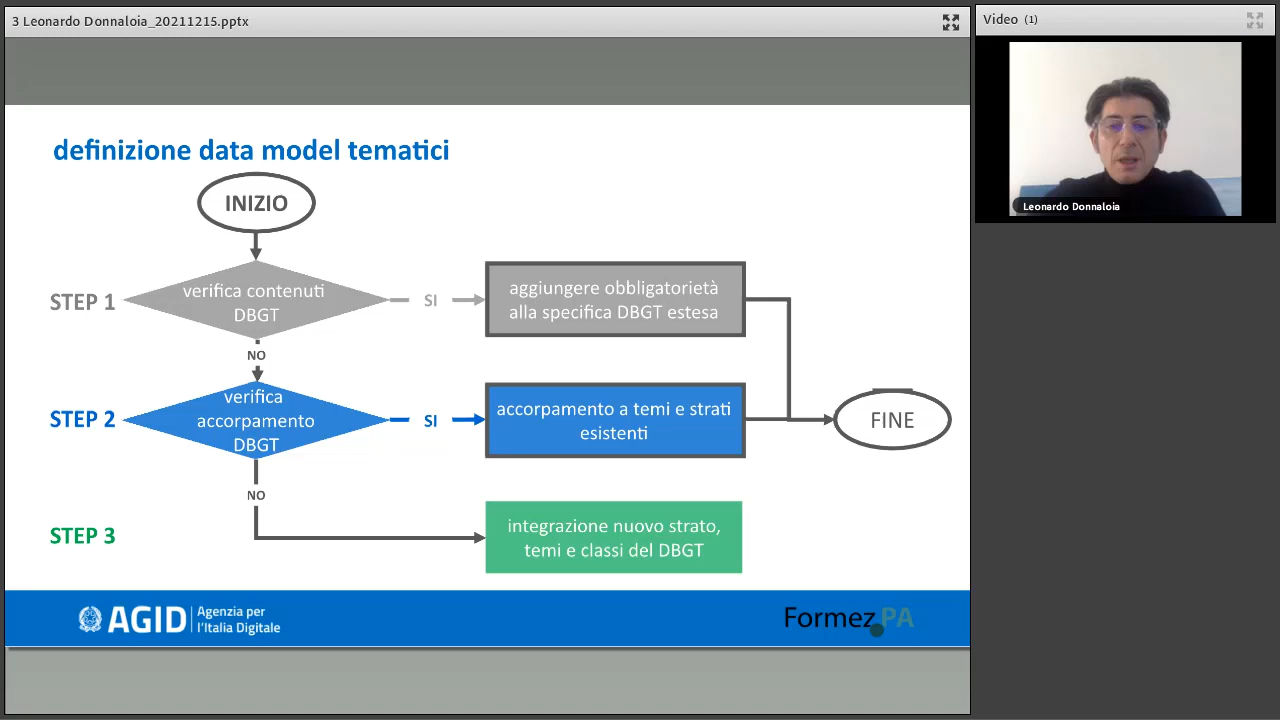 3 Leonardo Donnaloia_20211215.pptx
Video (1)
Leonardo Donnaloia
definizione data model tematici
INIZIO
STEP 1
verifica contenuti
DBGT
SI
aggiungere obbligatorietà
alla specifica DBGT estesa
NO
STEP 2
verifica
accorpamento
DBGT
SI
accorpamento a temi e strati
esistenti
FINE
NO
STEP 3
integrazione nuovo strato,
temi e classi del DBGT
AGID
Agenzia per
l'Italia Digitale
Formez.PA